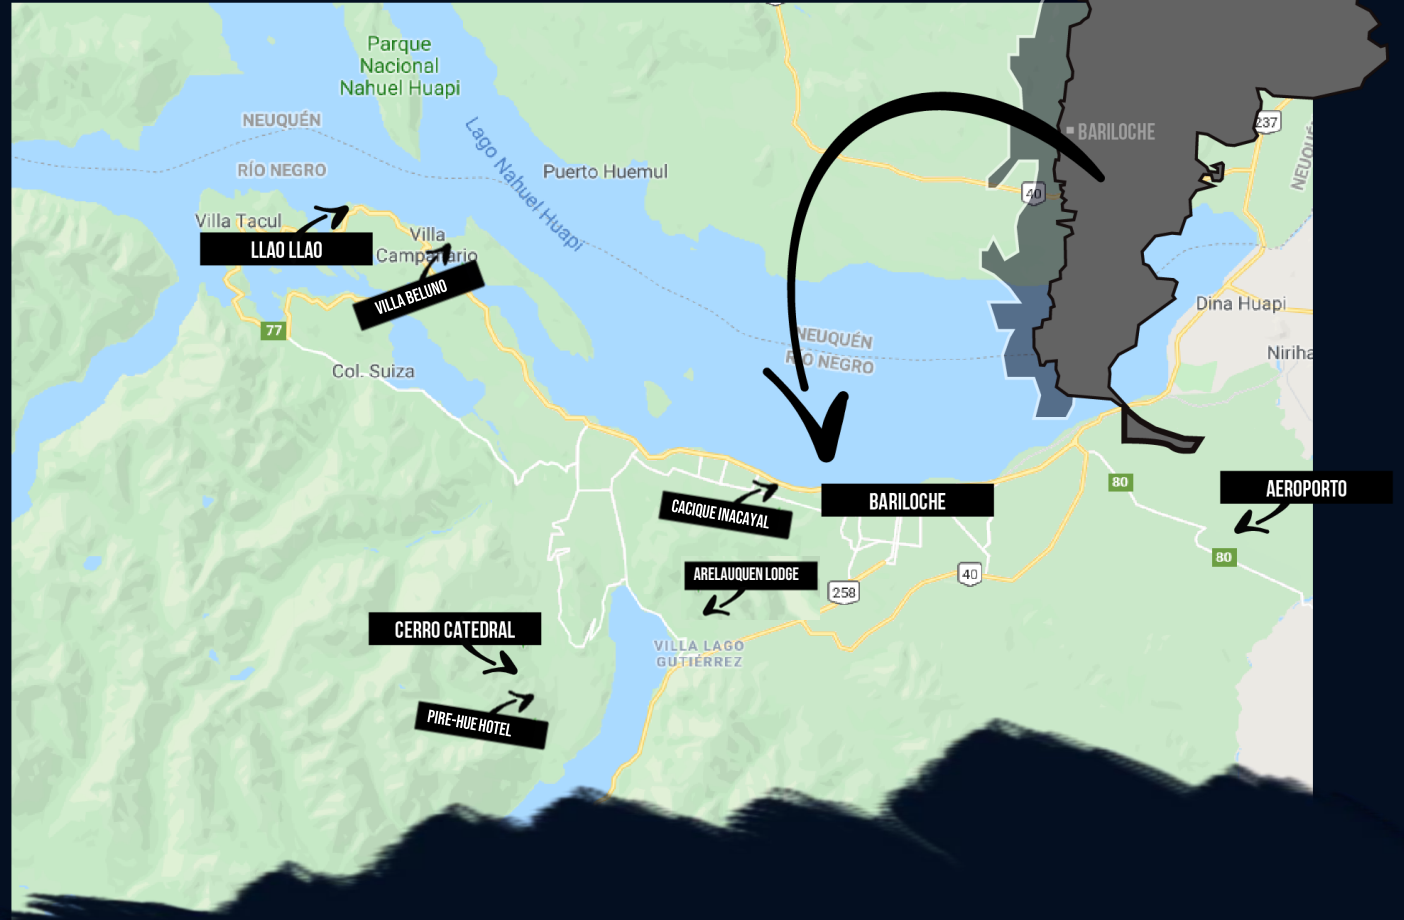 Parque
Nacional
Nahuel Huapi
NEUQUÉN
RÍO NEGRO
Lago Nahuel Huapi
Puerto Huemul
BARILOCHE
237
NEUQUÉ
40
Villa Tacul
LLAO LLAO
Villa
Campanario
VILLA BELUNO
77
Col. Suiza
NEUQUÉN
RÍO NEGRO
Dina Huapi
Niriha
80
AEROPORTO
80
CACIQUE INACAYAL
BARILOCHE
ARELAUQUEN LODGE
258
40
CERRO CATEDRAL
VILLA LAGO
GUTIÉRREZ
PIRE-HUE HOTEL